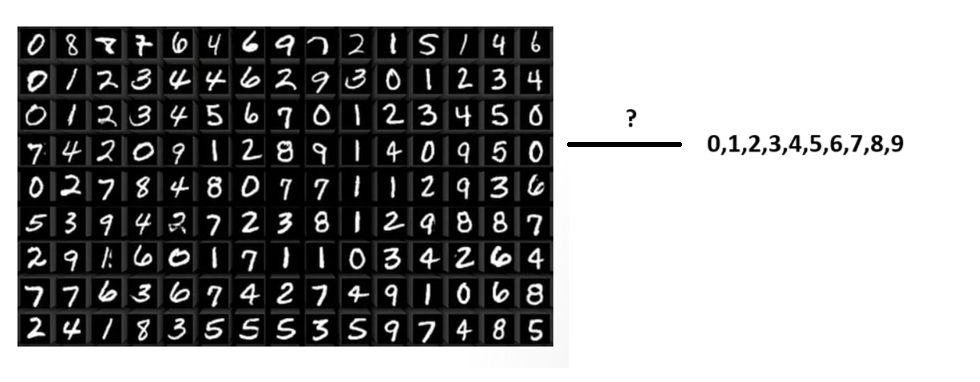 0 8 7 6 4 6 9 2 1 5 1 4 6
0 1 2 3 4 4 6 2 9 3 0 1 2 3 4
0 1 2 3 4 5 6 7 0 1 2 3 4 5 0
?
7 4 2 0 9 1 2 8 9 1 4 0 9 5 0
0,1,2,3,4,5,6,7,8,9
0 2 7 8 4 8 0 7 7 1 1 2 9 3 6
5 3 9 4 2 7 2 3 8 1 2 9 8 8 7
2 9 1 6 0 1 7 1 1 0 3 4 2 6 4
7 7 6 3 6 7 4 2 7 4 9 1 0 6 8
2 4 1 8 3 5 5 5 3 5 9 7 4 8 5